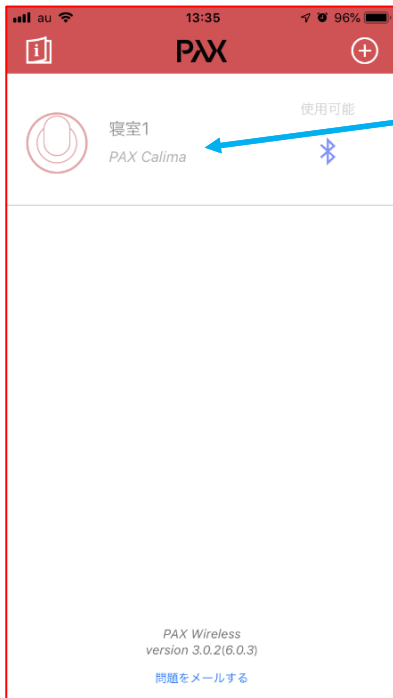 au 13:35 96%
PAX
寝室1
使用可能
PAX Calima
PAX Wireless
version 3.0.2(6.0.3)
問題をメールする